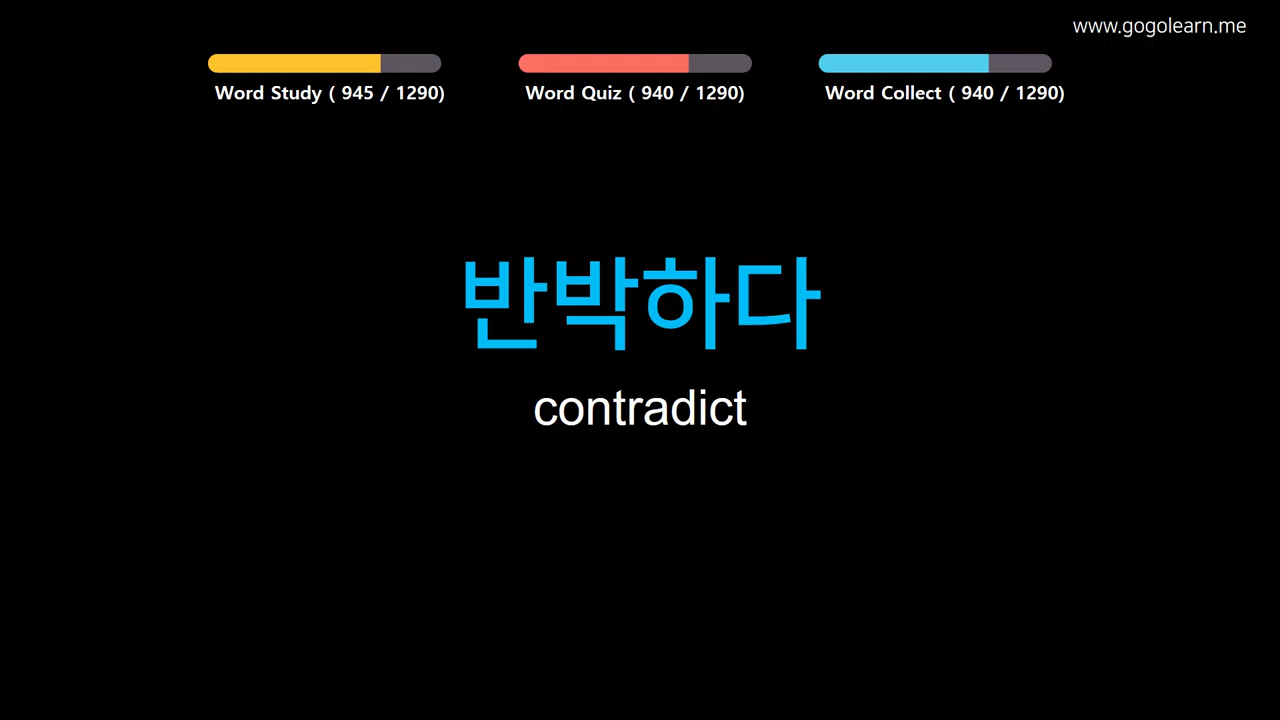 www.gogolearn.me
Word Study ( 945 / 1290)
Word Quiz ( 940 / 1290)
Word Collect ( 940 / 1290)
반박하다
contradict